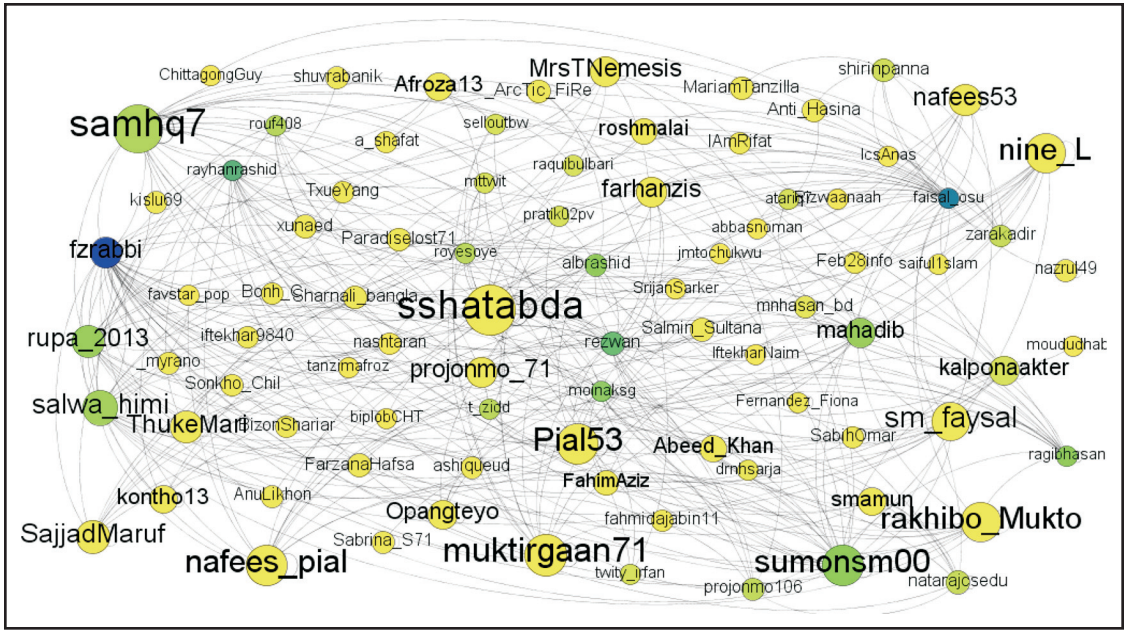 ChittagongGuy
shuvrabanik
Afroza13
_ArcTic_FiRe
MrsTNemesis
MariamTanzilla
shirinpanna
nafees53
Anti_Hasina
samhq7
rouf408
a_shafat
selloutbw
roshmalai
IAmRifat
IcsAnas
nine_L
rayhanrashid
raquibulbari
kislu69
TxueYang
mttwit
farhanzis
faisal_osu
xunaed
pratik02pv
abbasnoman
zarakadir
fzrabbi
Paradiselost71
royesoye
albrashid
jmtochukwu
Feb28info
saiful1slam
nazrul49
favstar_pop
Sharnali_bangla
sshatabda
SrijanSarker
mnhasan_bd
rupa_2013
iftekhar9840
nashtaran
rezwan
Salmin_Sultana
mahadib
moududhab
_myrano
tanzimafroz
projonmo_71
IftekharNaim
kalponaakter
Sonkho_Chil
moinaksg
salwa_himi
ThukeMari
BizonShariar
biplobCHT
t_zidd
Fernandez_Fiona
sm_faysal
Pial53
Abeed_Khan
SabihOmar
ragibhasan
FarzanaHafsa
ashiqueud
drnhsarja
kontho13
AnuLikhon
FahimAziz
smamun
SajjadMaruf
Opangteyo
fahmidajabin11
rakhibo_Mukto
Sabrina_S71
nafees_pial
muktirgaan71
twity_irfan
sumonsm00
projonmo106
natarajcsedu